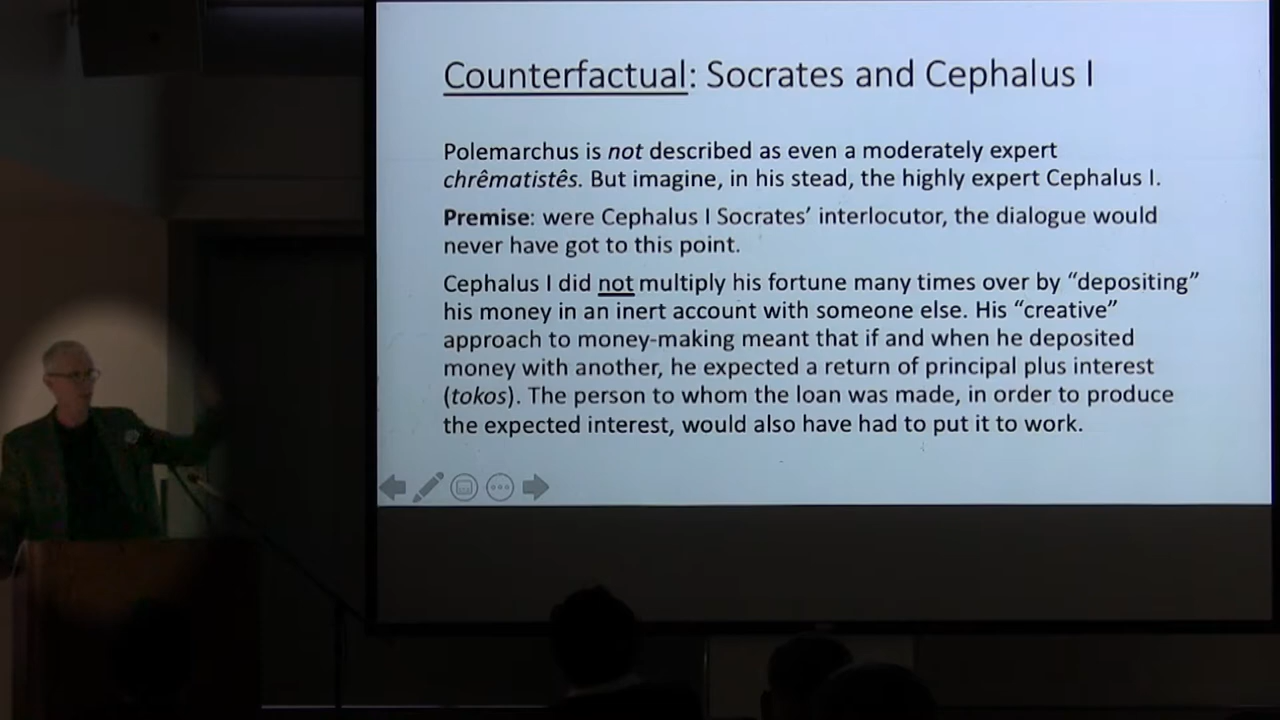 Counterfactual: Socrates and Cephalus I
Polemarchus is not described as even a moderately expert
chrêmatistês. But imagine, in his stead, the highly expert Cephalus I.
Premise: were Cephalus I Socrates’ interlocutor, the dialogue would
never have got to this point.
Cephalus I did not multiply his fortune many times over by “depositing”
his money in an inert account with someone else. His “creative”
approach to money-making meant that if and when he deposited
money with another, he expected a return of principal plus interest
(tokos). The person to whom the loan was made, in order to produce
the expected interest, would also have had to put it to work.